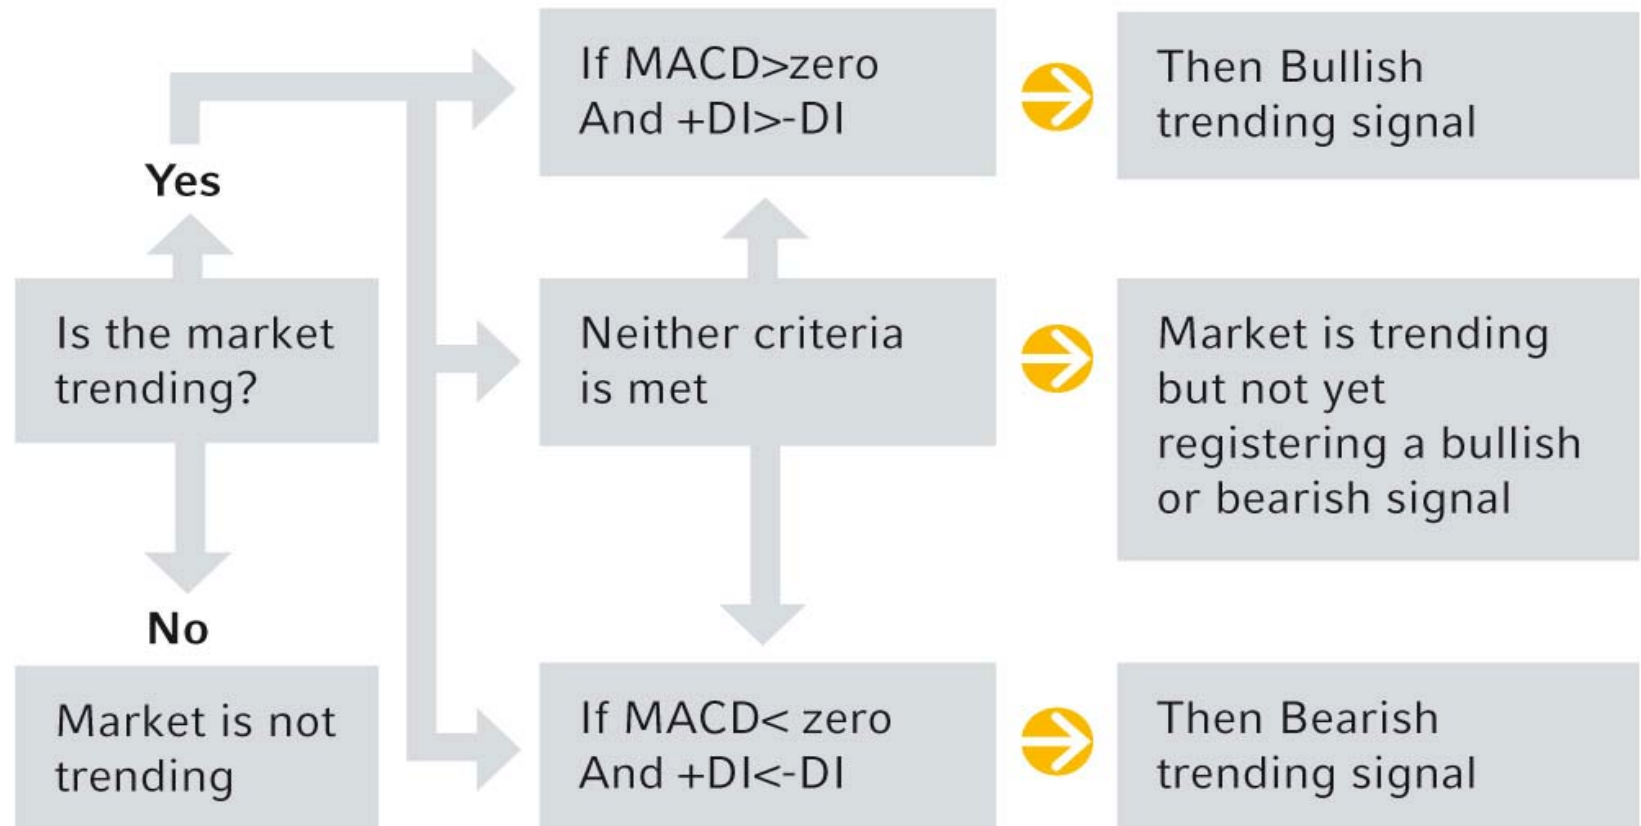 Yes
Is the market
trending?
No
Market is not
trending
If MACD>zero
And +DI>-DI
Then Bullish
trending signal
Neither criteria
is met
Market is trending
but not yet
registering a bullish
or bearish signal
If MACD< zero
And +DI<-DI
Then Bearish
trending signal